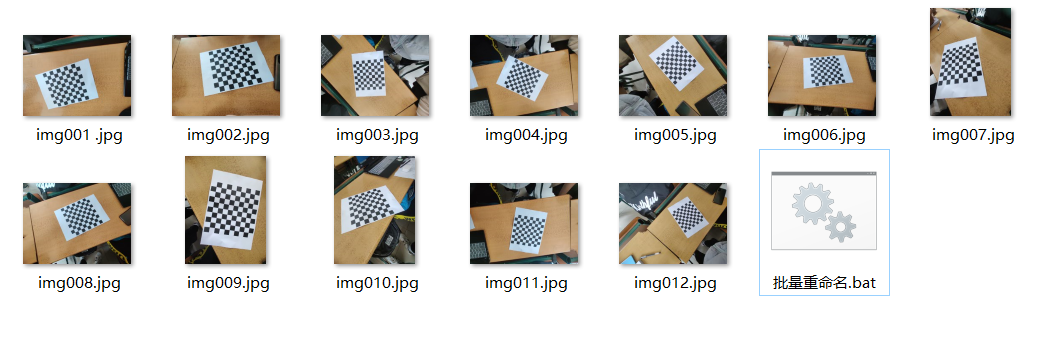 img001 .jpg
img002.jpg
img003.jpg
img004.jpg
img005.jpg
img006.jpg
img007.jpg
img008.jpg
img009.jpg
img010.jpg
img011.jpg
img012.jpg
批量重命名.bat